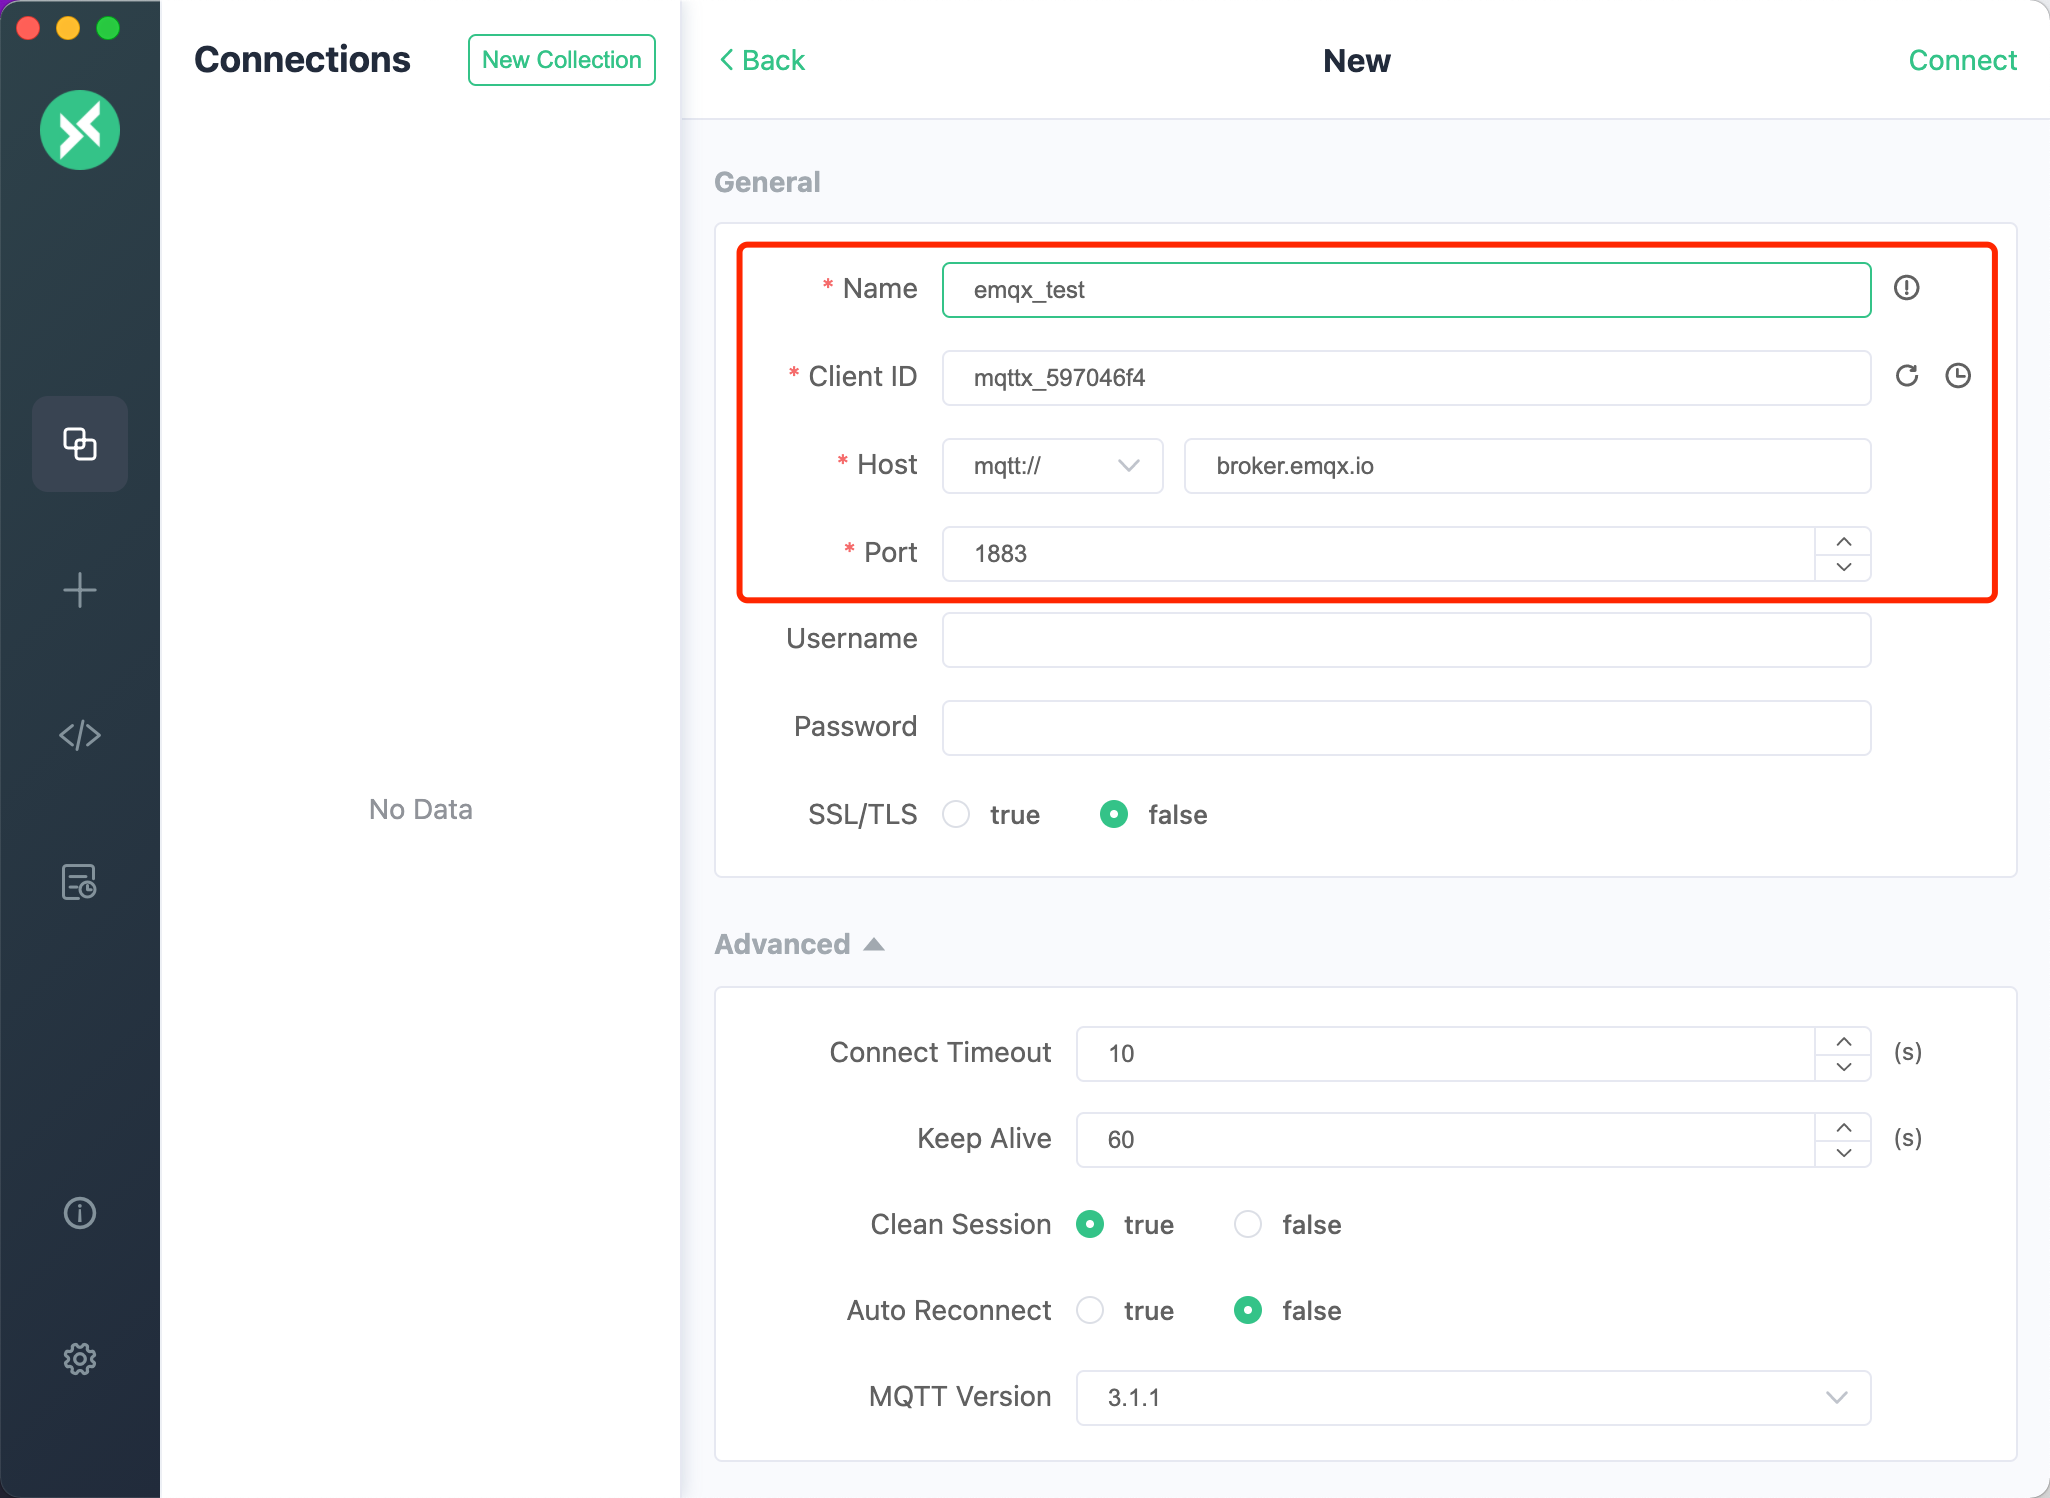 Connections
New Collection
Back
New
Connect
General
* Name
emqx_test
* Client ID
mqttx_597046f4
* Host
mqtt://
broker.emqx.io
* Port
1883
Username
Password
SSL/TLS
true
false
No Data
Advanced
Connect Timeout
10
(s)
Keep Alive
60
(s)
Clean Session
true
false
Auto Reconnect
true
false
MQTT Version
3.1.1